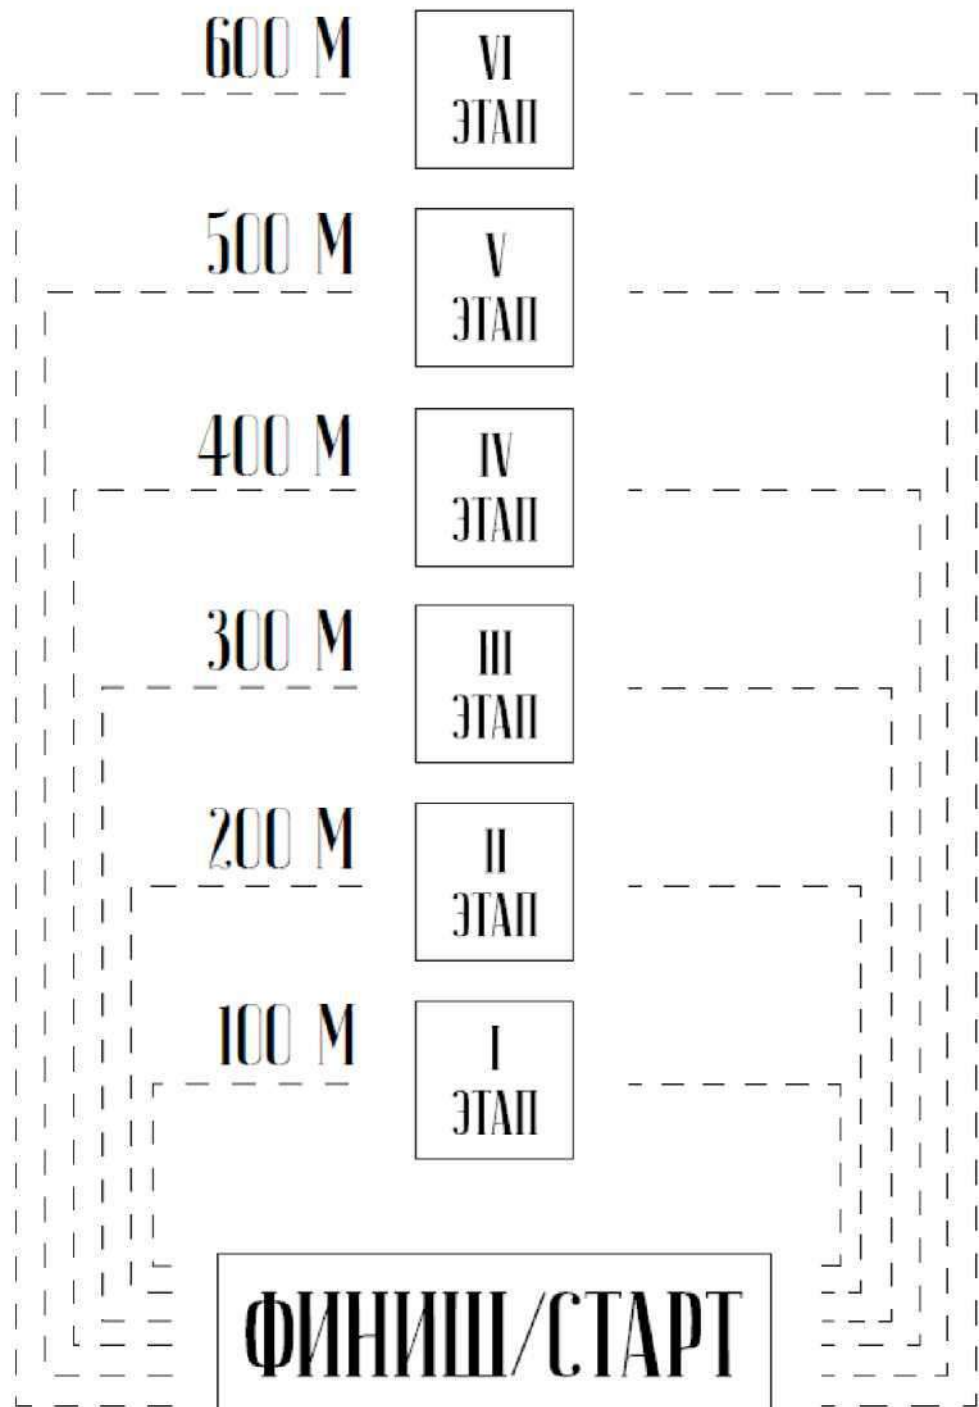 600 М
VI
ЭТАП
500 М
V
ЭТАП
400 М
IV
ЭТАП
300 М
III
ЭТАП
200 М
II
ЭТАП
100 М
I
ЭТАП
ФИНИШ/СТАРТ